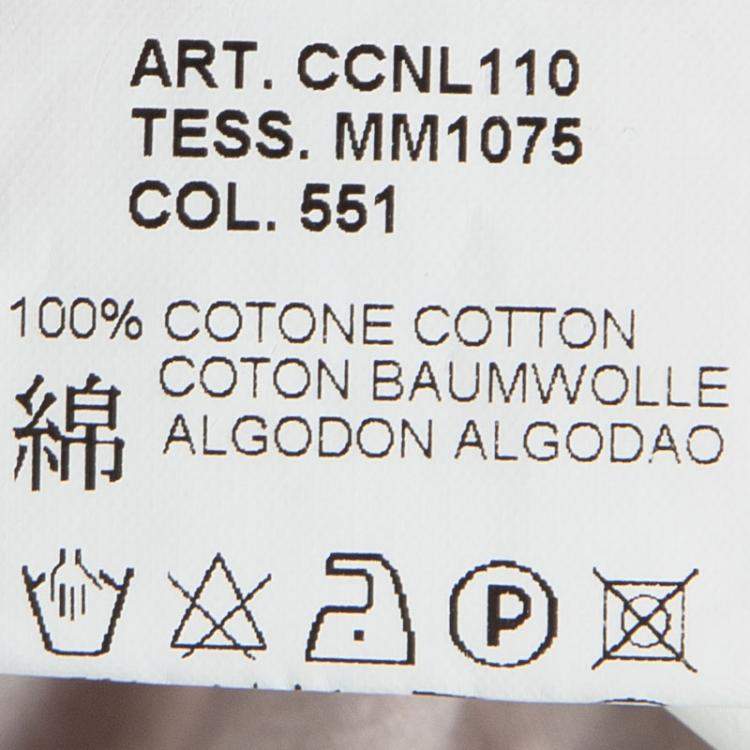 ART. CCNL110
TESS. MM1075
COL. 551
100% COTONE COTTON
COTON BAUMWOLLE
綿 ALGODON ALGODAO
P